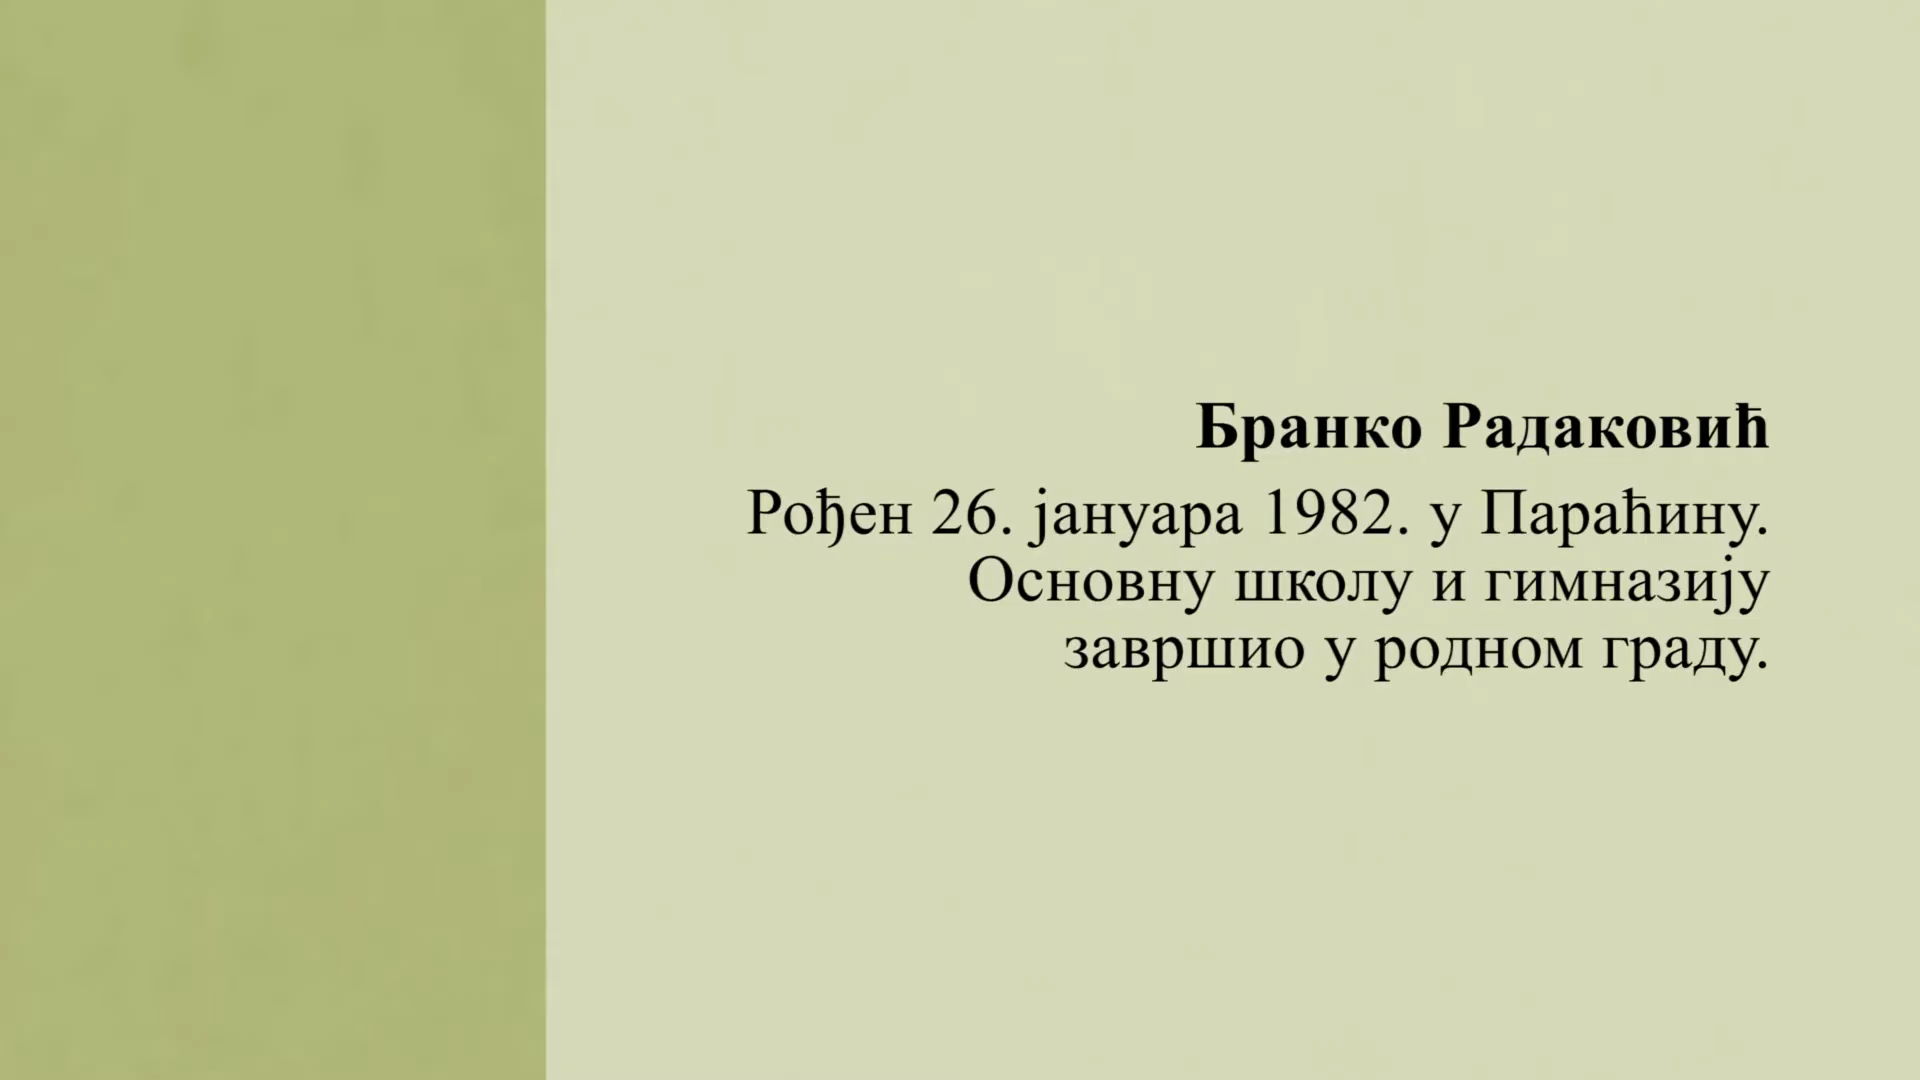 Бранко Радаковић
Рођен 26. јануара 1982. у Параћину.
Основну школу и гимназију
завршио у родном граду.